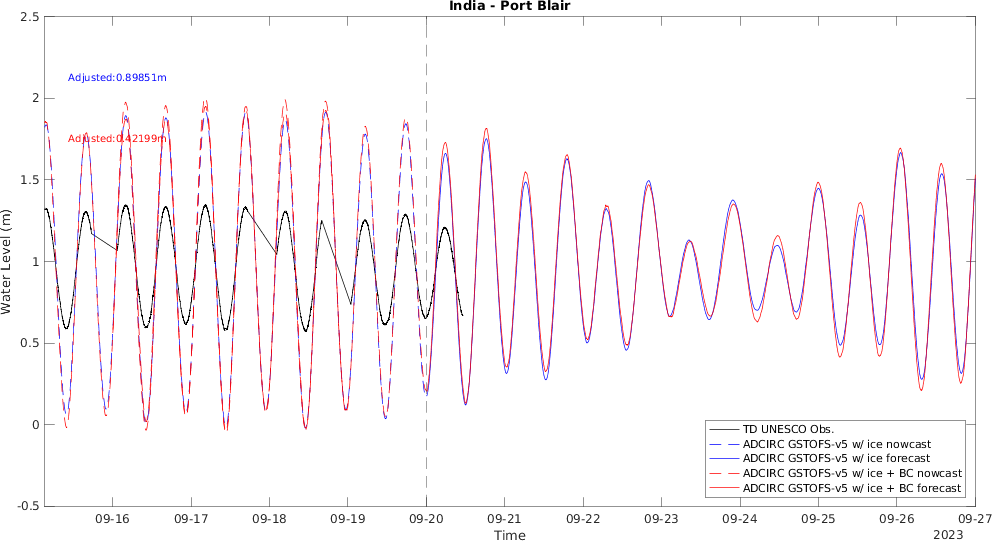 India - Port Blair
Water Level (m)
2.5
2
1.5
1
0.5
0
-0.5
Adjusted:0.89851m
Adjusted:0.42199m
TD UNESCO Obs.
ADCIRC GSTOFS-v5 w/ ice nowcast
ADCIRC GSTOFS-v5 w/ ice forecast
ADCIRC GSTOFS-v5 w/ ice + BC nowcast
ADCIRC GSTOFS-v5 w/ ice + BC forecast
09-16 09-17 09-18 09-19 09-20 09-21 09-22 09-23 09-24 09-25 09-26 09-27
Time
2023